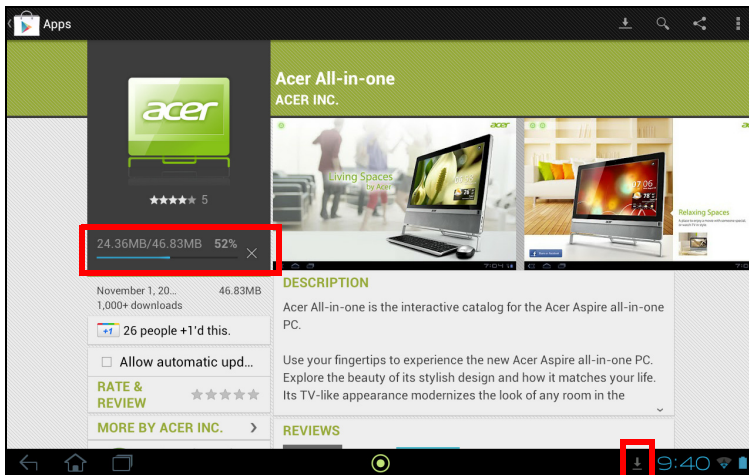 Apps
acer
Acer All-in-one
ACER INC.
5
24.36MB/46.83MB 52%
November 1, 20... 46.83MB
1,000+ downloads
+1 26 people +1'd this.
Allow automatic upd...
RATE &
REVIEW
MORE BY ACER INC.
acer
Living Spaces
by Acer
7:04
07:06
Relaxing Spaces
DESCRIPTION
Acer All-in-one is the interactive catalog for the Acer Aspire all-in-one
PC.
Use your fingertips to experience the new Acer Aspire all-in-one PC.
Explore the beauty of its stylish design and how it matches your life.
Its TV-like appearance modernizes the look of any room in the
REVIEWS
9:40